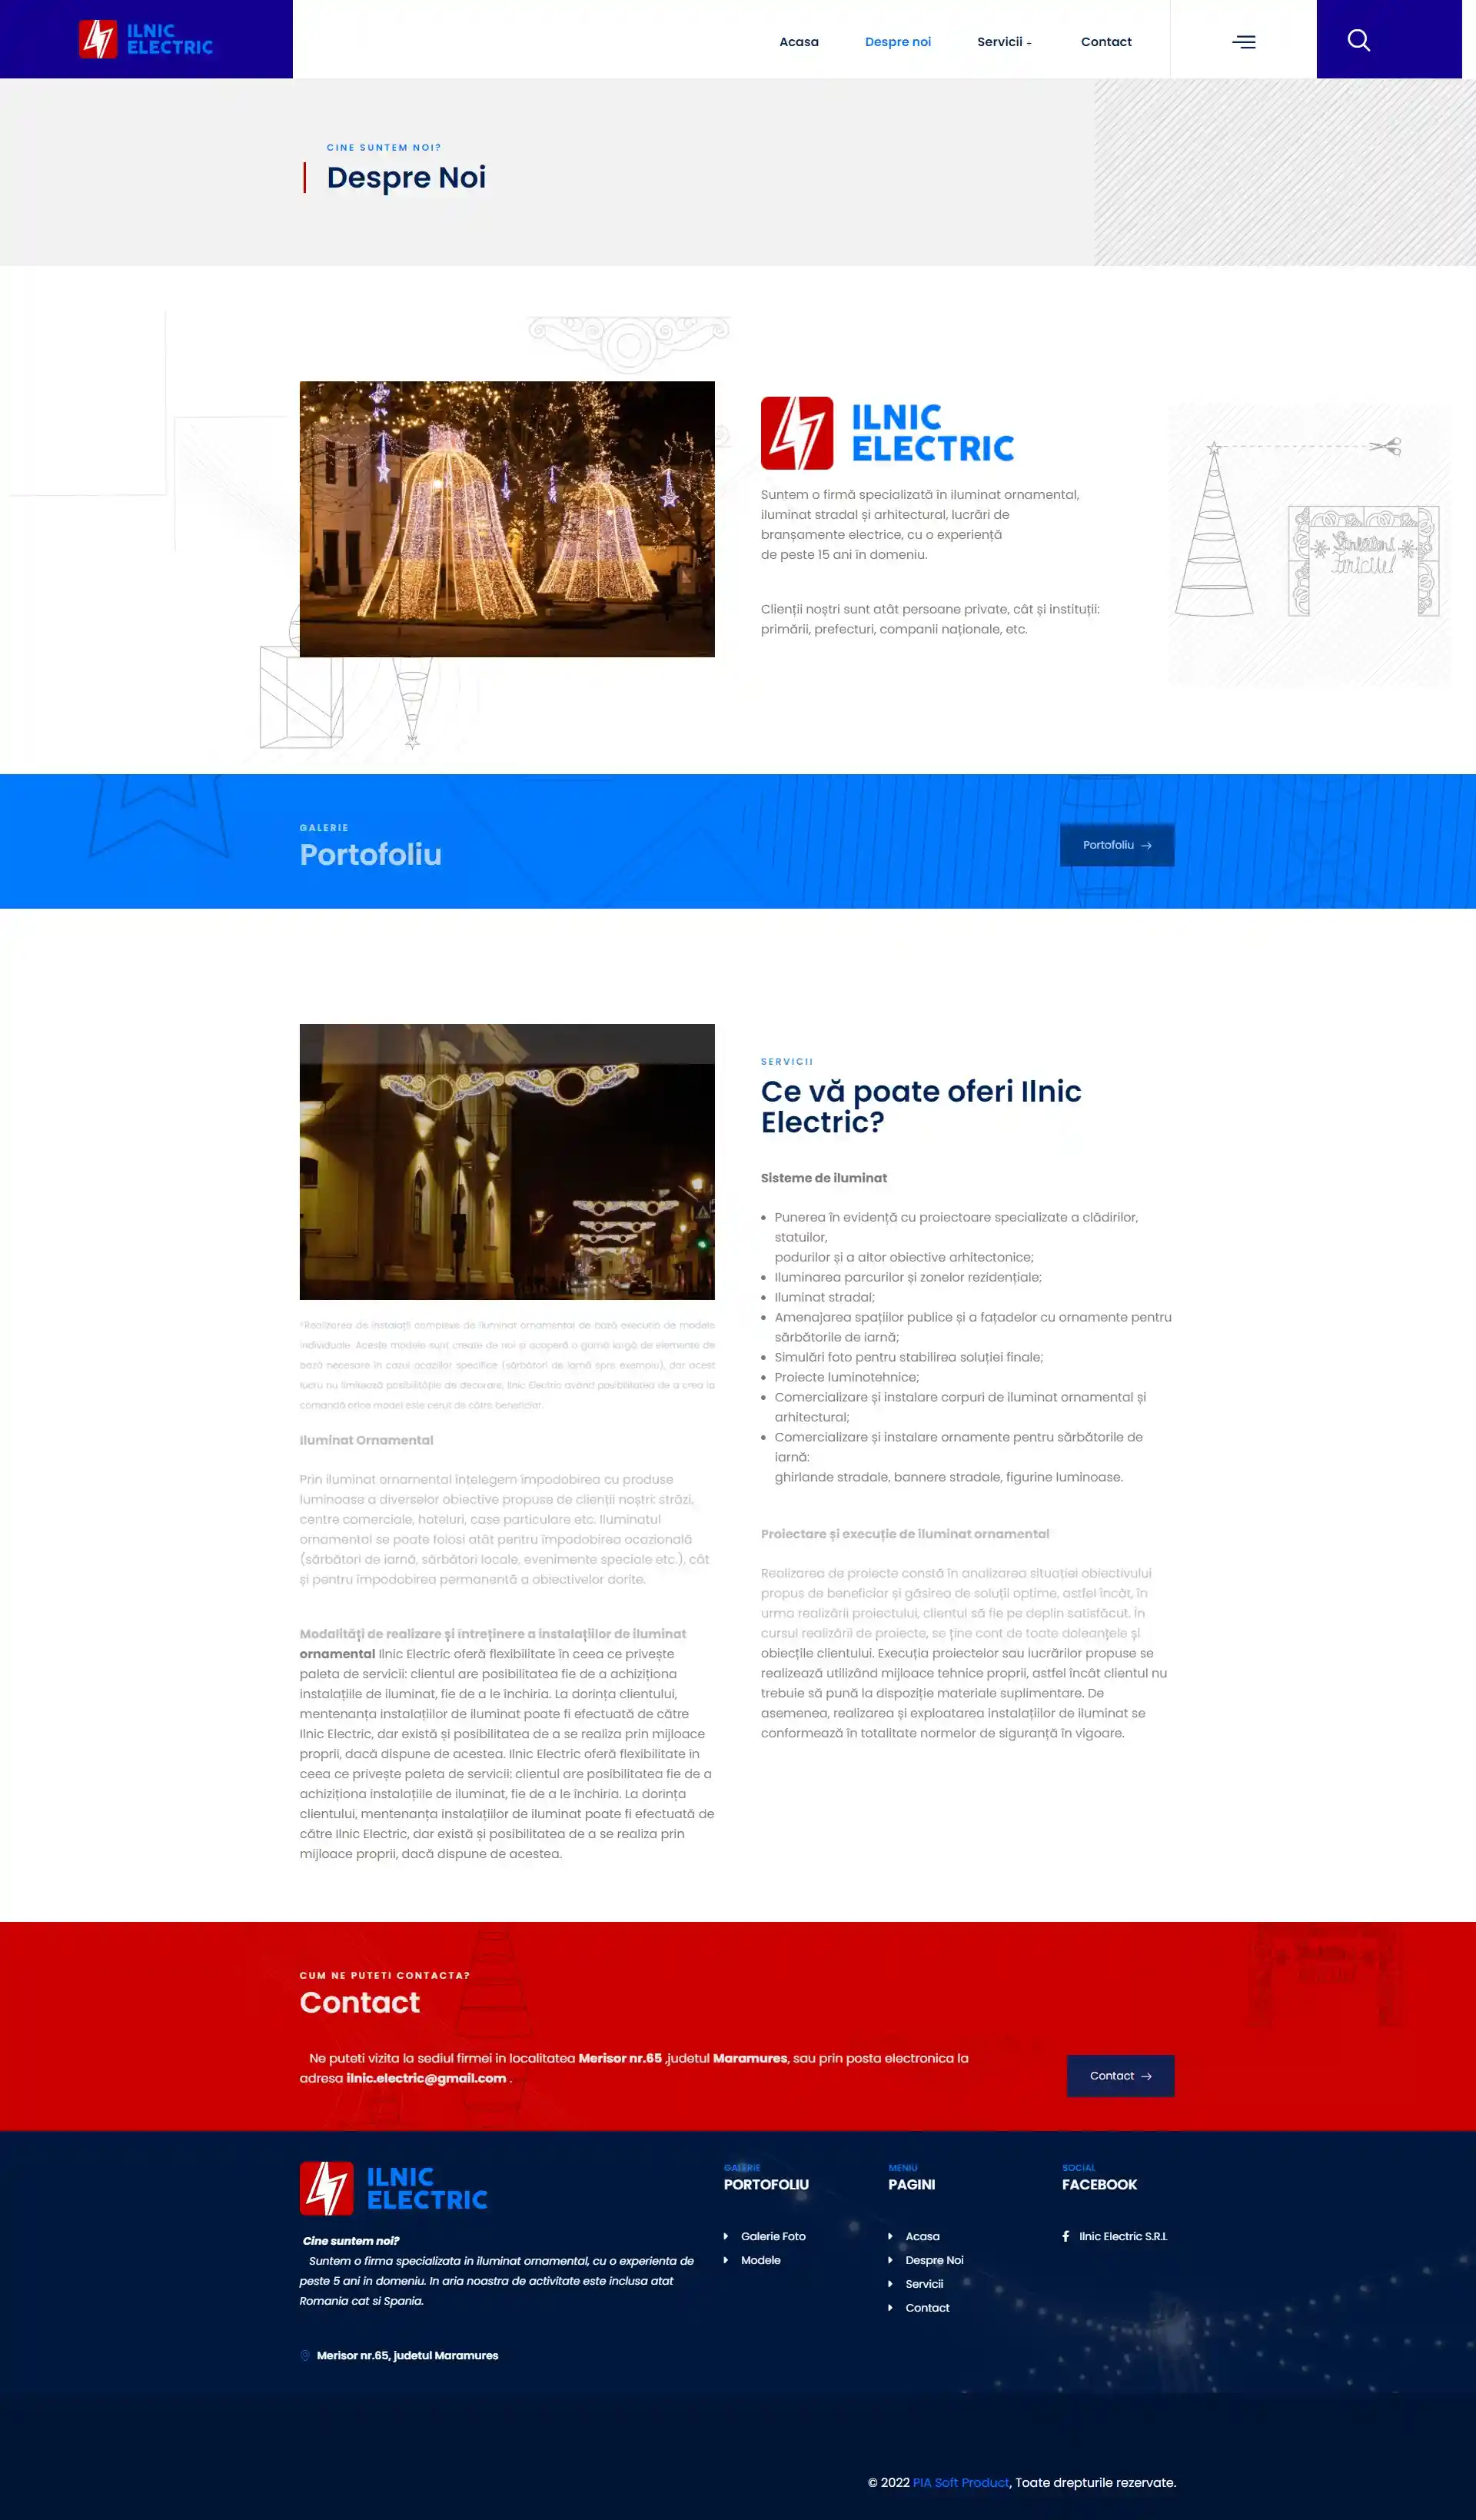 ILNIC
ELECTRIC
Acasa
Despre noi
Servicii +
Contact
CINE SUNTEM NOI?
Despre Noi
ILNIC
ELECTRIC
Suntem o firmă specializată în iluminat ornamental,
iluminat stradal și arhitectural, lucrări de
branșamente electrice, cu o experiență
de peste 15 ani în domeniu.
Clienții noștri sunt atât persoane private, cât și instituții:
primării, prefecturi, companii naționale, etc.
GALERIE
Portofoliu
Portofoliu →
*Realizarea de instalații complexe de iluminat ornamental de bază execuția de modele
individuale. Aceste modele sunt create de noi și acoperă o gamă largă de elemente de
bază necesare în cazul ocaziilor specifice (sărbători de iarnă spre exemplu), dar acest
lucru nu limitează posibilitățile de decorare, Ilnic Electric având posibilitatea de a crea la
comandă orice model este cerut de către beneficiar.
Iluminat Ornamental
Prin iluminat ornamental înțelegem împodobirea cu produse
luminoase a diverselor obiective propuse de clienții noștri: străzi,
centre comerciale, hoteluri, case particulare etc. Iluminatul
ornamental se poate folosi atât pentru împodobirea ocazională
(sărbători de iarnă, sărbători locale, evenimente speciale etc.), cât
și pentru împodobirea permanentă a obiectivelor dorite.
Modalități de realizare și întreținere a instalațiilor de iluminat
ornamental Ilnic Electric oferă flexibilitate în ceea ce privește
paleta de servicii: clientul are posibilitatea fie de a achiziționa
instalațiile de iluminat, fie de a le închiria. La dorința clientului,
mentenanța instalațiilor de iluminat poate fi efectuată de către
Ilnic Electric, dar există și posibilitatea de a se realiza prin mijloace
proprii, dacă dispune de acestea. Ilnic Electric oferă flexibilitate în
ceea ce privește paleta de servicii: clientul are posibilitatea fie de a
achiziționa instalațiile de iluminat, fie de a le închiria. La dorința
clientului, mentenanța instalațiilor de iluminat poate fi efectuată de
către Ilnic Electric, dar există și posibilitatea de a se realiza prin
mijloace proprii, dacă dispune de acestea.
SERVICII
Ce vă poate oferi Ilnic
Electric?
Sisteme de iluminat
• Punerea în evidență cu proiectoare specializate a clădirilor,
statuilor,
podurilor și a altor obiective arhitectonice;
• Iluminarea parcurilor și zonelor rezidențiale;
• Iluminat stradal;
• Amenajarea spațiilor publice și a fațadelor cu ornamente pentru
sărbătorile de iarnă;
• Simulări foto pentru stabilirea soluției finale;
• Proiecte luminotehnice;
• Comercializare și instalare corpuri de iluminat ornamental și
arhitectural;
• Comercializare și instalare ornamente pentru sărbătorile de
iarnă:
ghirlande stradale, bannere stradale, figurine luminoase.
Proiectare și execuție de iluminat ornamental
Realizarea de proiecte constă în analizarea situației obiectivului
propus de beneficiar și găsirea de soluții optime, astfel încât, în
urma realizării proiectului, clientul să fie pe deplin satisfăcut. În
cursul realizării de proiecte, se ține cont de toate doleanțele și
obiecțiile clientului. Execuția proiectelor sau lucrărilor propuse se
realizează utilizând mijloace tehnice proprii, astfel încât clientul nu
trebuie să pună la dispoziție materiale suplimentare. De
asemenea, realizarea și exploatarea instalațiilor de iluminat se
conformează în totalitate normelor de siguranță în vigoare.
CUM NE PUTETI CONTACTA?
Contact
Ne puteti vizita la sediul firmei in localitatea Merisor nr.65 ,judetul Maramures, sau prin posta electronica la
adresa ilnic.electric@gmail.com .
Contact →
ILNIC
ELECTRIC
Cine suntem noi?
Suntem o firma specializata in iluminat ornamental, cu o experienta de
peste 5 ani in domeniu. In aria noastra de activitate este inclusa atat
Romania cat si Spania.
Merisor nr.65, judetul Maramures
GALERIE
PORTOFOLIU
Galerie Foto
Modele
MENIU
PAGINI
Acasa
Despre Noi
Servicii
Contact
SOCIAL
FACEBOOK
Ilnic Electric S.R.L
© 2022 PIA Soft Product, Toate drepturile rezervate.